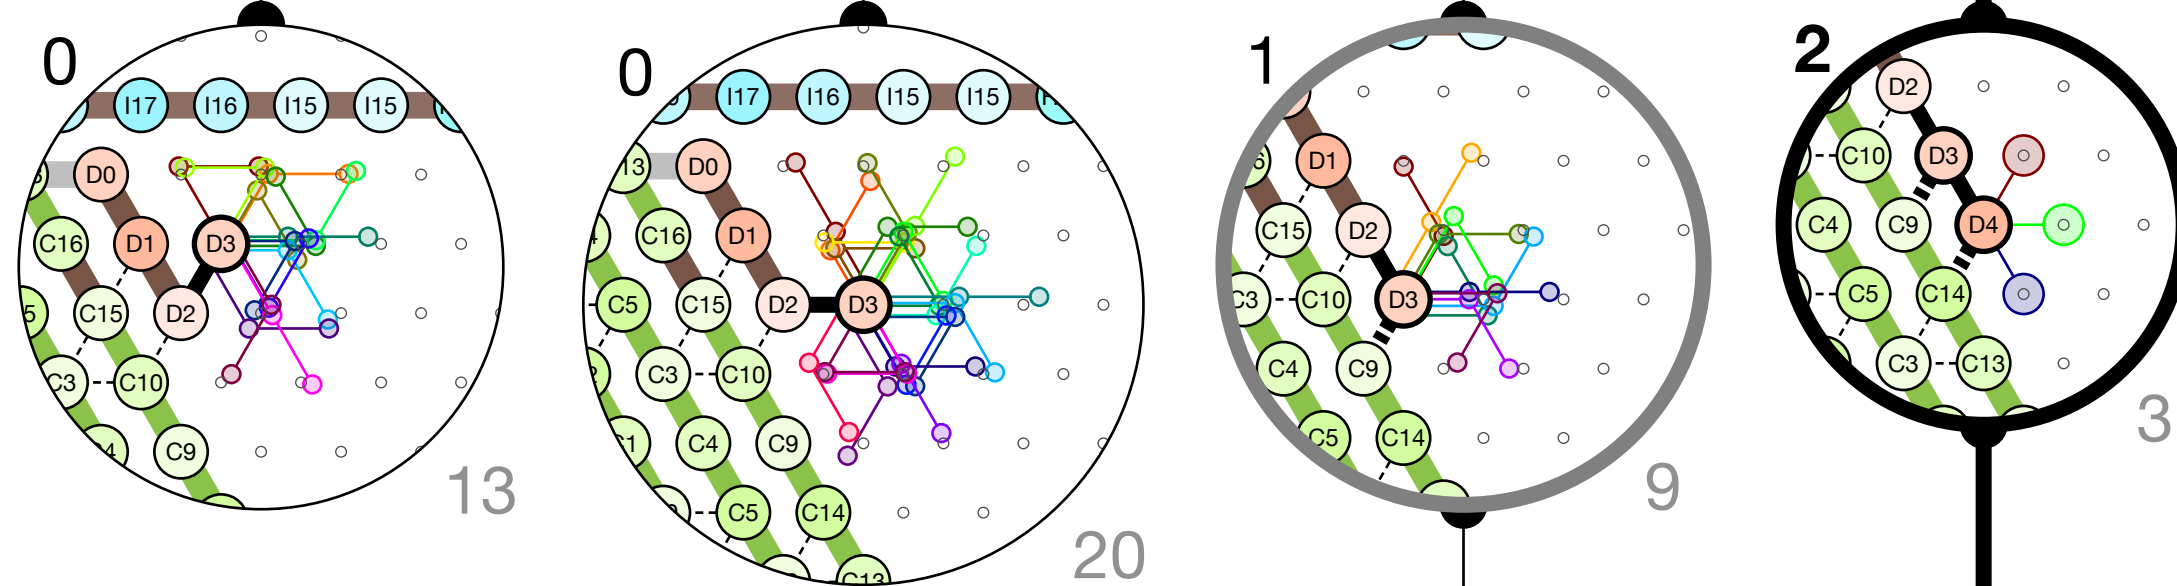 0
I17 I16 I15 I15
D0
C16 D1 D3
C15 D2
C3 C10
C9
13
0
I17 I16 I15 I15
13 D0
C16 D1
C5 C15 D2 D3
C3 C10
C1 C4 C9
C5 C14
C13
20
1
D1
C15 D2
C3 C10 D3
C4 C9
C5 C14
9
2
D2
C10 D3
C4 C9 D4
C5 C14
C3 C13
3